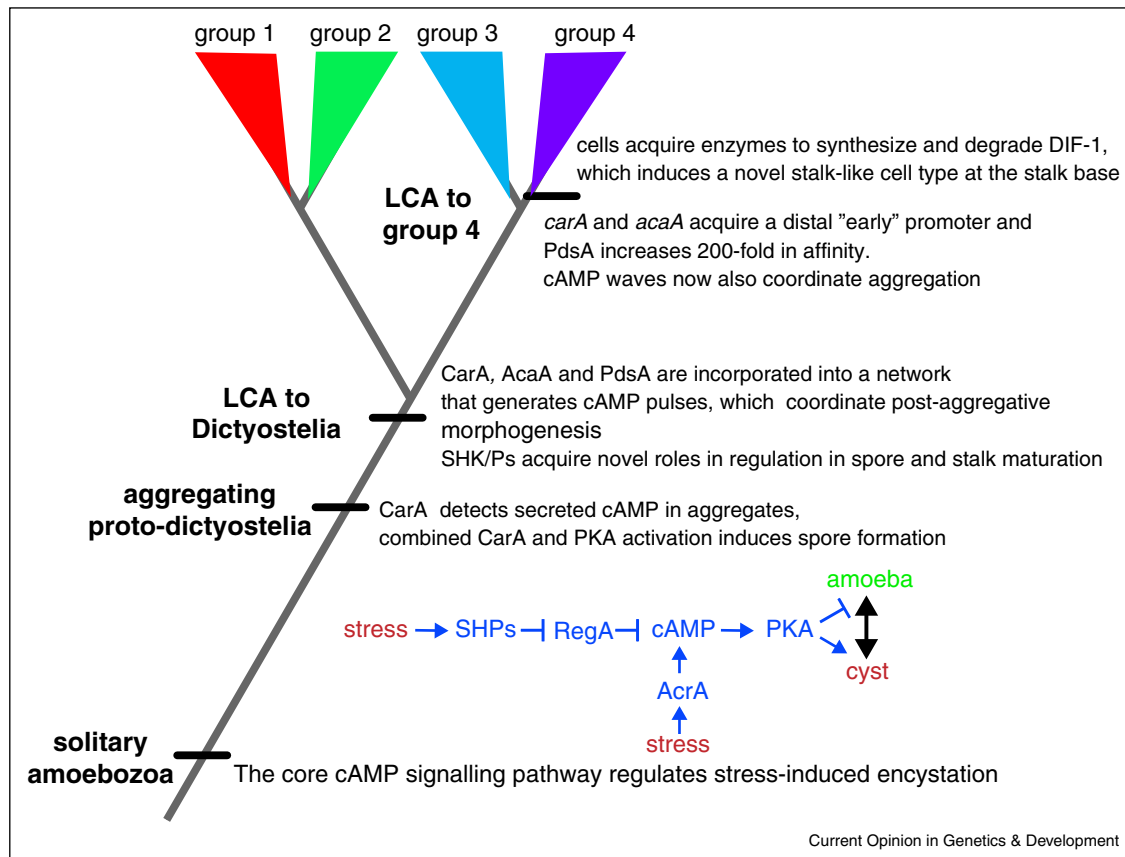 group 1
group 2
group 3
group 4
cells acquire enzymes to synthesize and degrade DIF-1,
which induces a novel stalk-like cell type at the stalk base
LCA to
group 4
carA and acaA acquire a distal ”early” promoter and
PdsA increases 200-fold in affinity.
cAMP waves now also coordinate aggregation
LCA to
Dictyostelia
CarA, AcaA and PdsA are incorporated into a network
that generates cAMP pulses, which coordinate post-aggregative
morphogenesis
SHK/Ps acquire novel roles in regulation in spore and stalk maturation
aggregating
proto-dictyostelia
CarA detects secreted cAMP in aggregates,
combined CarA and PKA activation induces spore formation
amoeba
stress SHPs RegA cAMP PKA
cyst
AcrA
stress
solitary
amoebozoa
The core cAMP signalling pathway regulates stress-induced encystation
Current Opinion in Genetics & Development